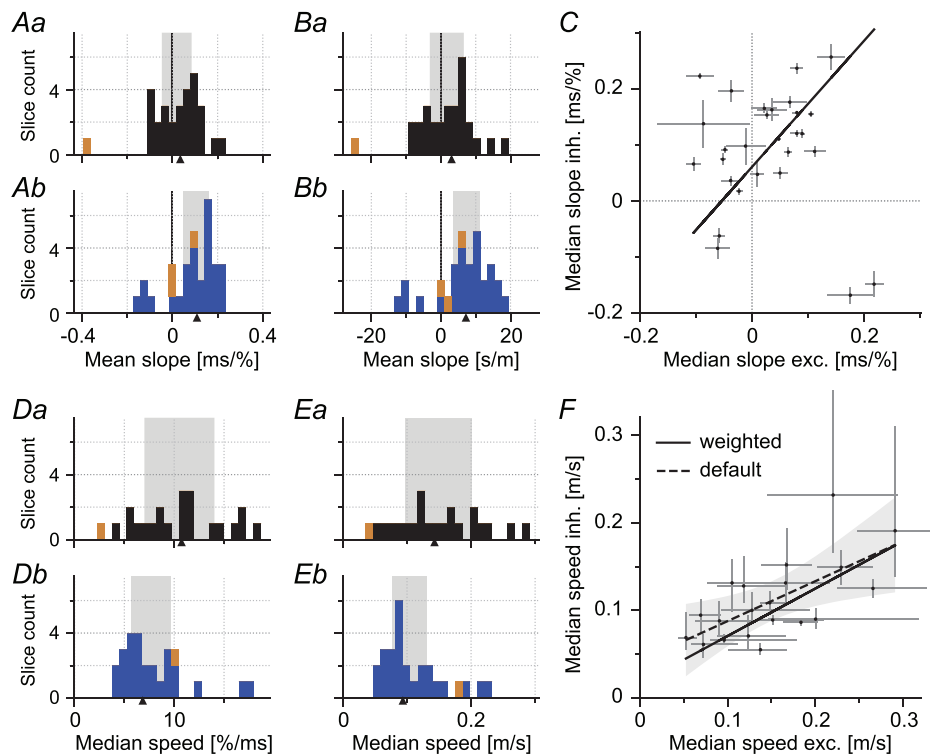 Aa
Slice count
4
0
Ab
Slice count
4
0
-0.4
0
0.4
Mean slope [ms/%]
Ba
Bb
-20
0
20
Mean slope [s/m]
C
Median slope inh. [ms/%]
0.2
0
-0.2
-0.2
0
0.2
Median slope exc. [ms/%]
Da
Slice count
4
0
Db
Slice count
4
0
0
10
Median speed [%/ms]
Ea
Eb
0
0.2
Median speed [m/s]
F
weighted
default
Median speed inh. [m/s]
0.3
0.2
0.1
0
0
0.1
0.2
0.3
Median speed exc. [m/s]